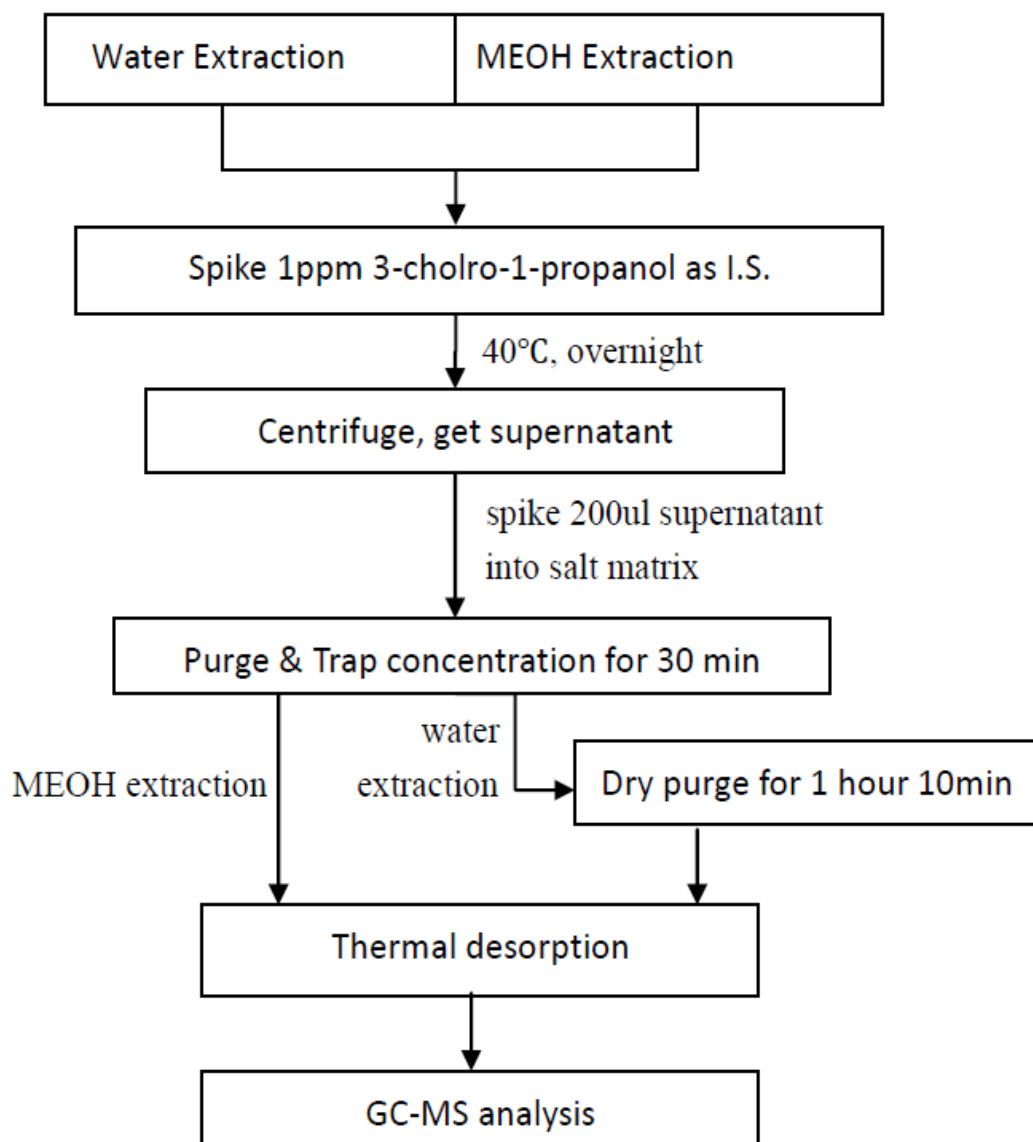 Water Extraction
MEOH Extraction
Spike 1ppm 3-cholro-1-propanol as I.S.
40℃, overnight
Centrifuge, get supernatant
spike 200ul supernatant
into salt matrix
Purge & Trap concentration for 30 min
MEOH extraction
water
extraction
Dry purge for 1 hour 10min
Thermal desorption
GC-MS analysis